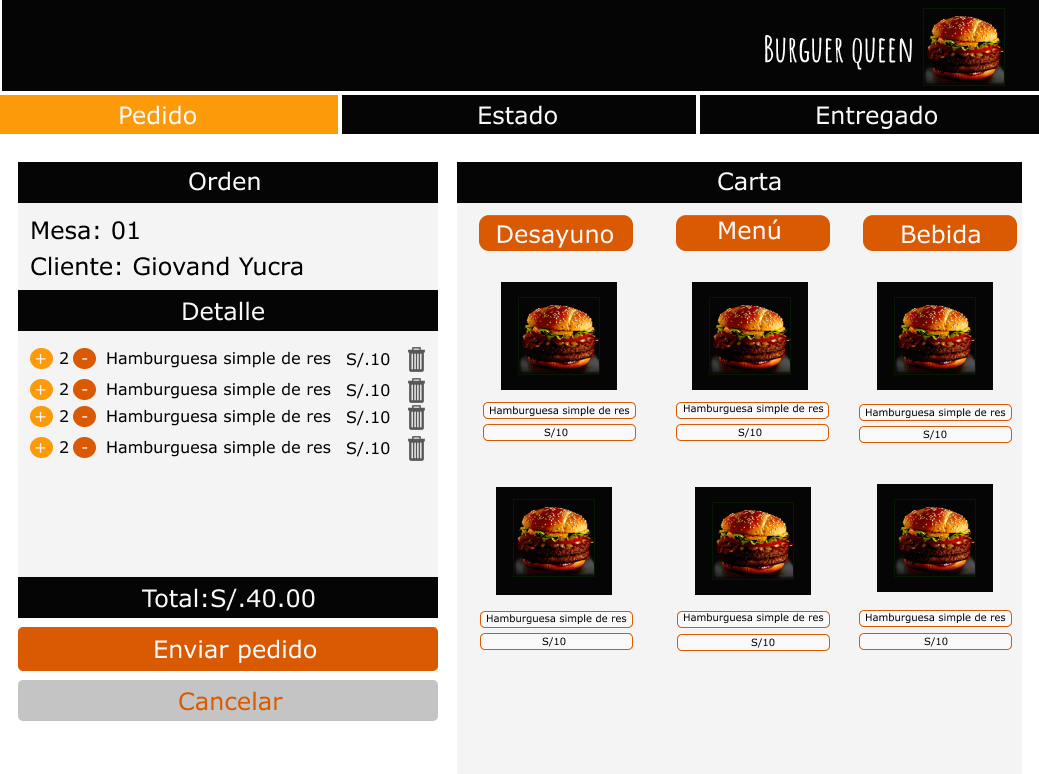 Burguer queen
Pedido
Estado
Entregado
Orden
Mesa: 01
Cliente: Giovand Yucra
Detalle
+ 2 - Hamburguesa simple de res S/.10
+ 2 - Hamburguesa simple de res S/.10
+ 2 - Hamburguesa simple de res S/.10
+ 2 - Hamburguesa simple de res S/.10
Total:S/.40.00
Enviar pedido
Cancelar
Carta
Desayuno
Menú
Bebida
Hamburguesa simple de res
S/10
Hamburguesa simple de res
S/10
Hamburguesa simple de res
S/10
Hamburguesa simple de res
S/10
Hamburguesa simple de res
S/10
Hamburguesa simple de res
S/10